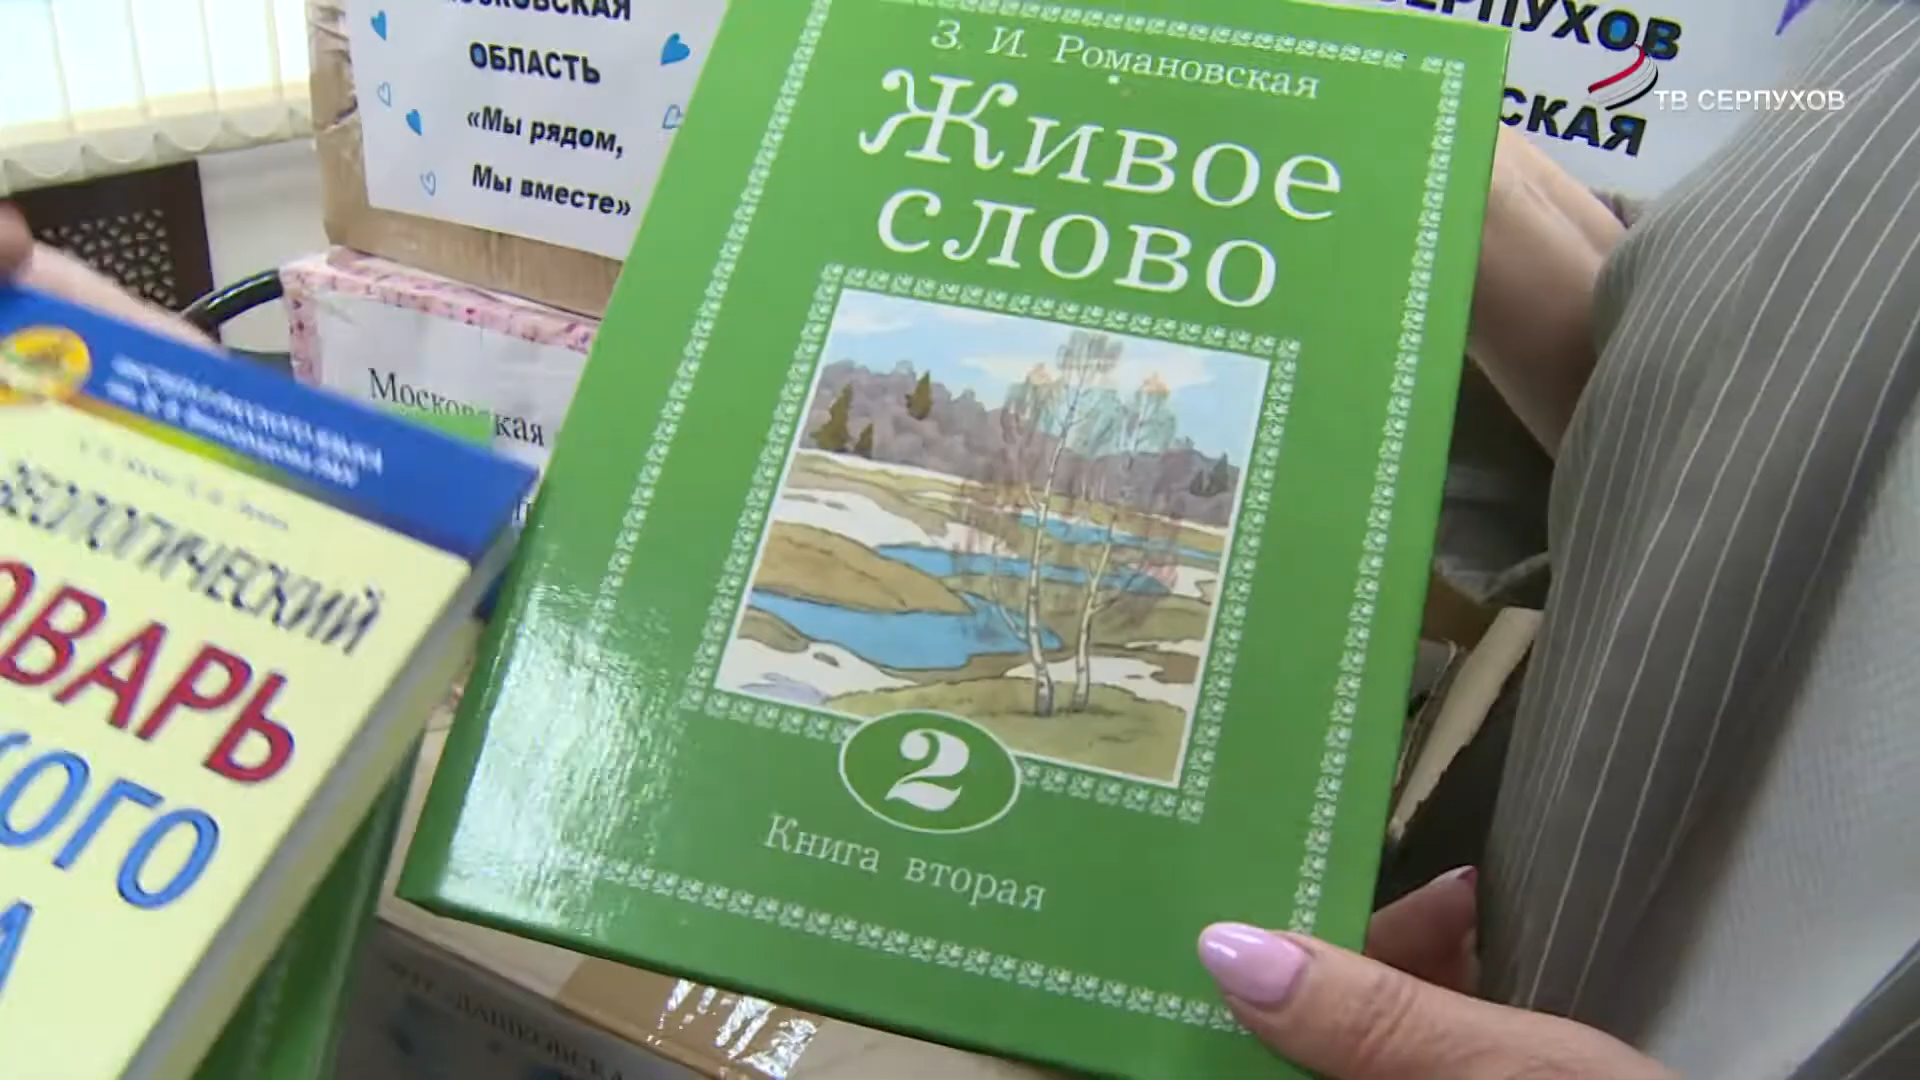 ОБЛАСТЬ
«Мы рядом,
Мы вместе»
СЕРПУХОВ
СКАЯ
ТВ СЕРПУХОВ
З. И. Романовская
Живое
слово
2
Книга вторая
Московская
ОВАРЬ
КОГО